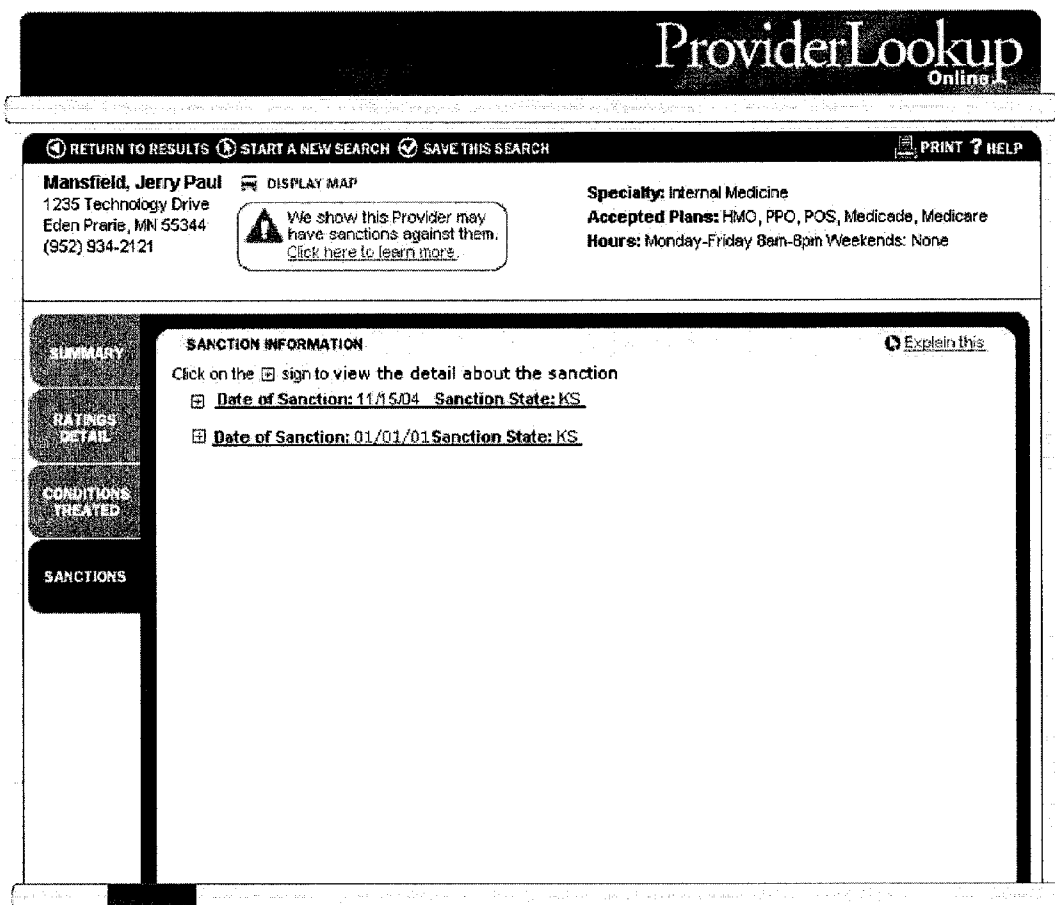 ProviderLookup
Online
RETURN TO RESULTS START A NEW SEARCH SAVE THIS SEARCH PRINT ? HELP
Mansfield, Jerry Paul
1235 Technology Drive
Eden Prarie, MN 55344
(952) 934-2121
DISPLAY MAP
We show this Provider may
have sanctions against them.
Click here to learn more.
Specialty: Internal Medicine
Accepted Plans: HMO, PPO, POS, Medicade, Medicare
Hours: Monday-Friday 8am-8pm Weekends: None
SUMMARY
RATINGS
DETAIL
CONDITIONS
TREATED
SANCTIONS
SANCTION INFORMATION
Explain this
Click on the + sign to view the detail about the sanction
+ Date of Sanction: 11/15/04 Sanction State: KS
+ Date of Sanction: 01/01/01 Sanction State: KS